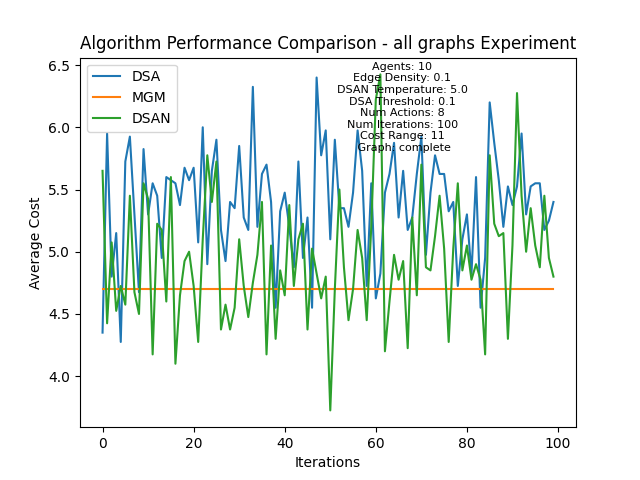 Algorithm Performance Comparison - all graphs Experiment
DSA
MGM
DSAN
Agents: 10
Edge Density: 0.1
DSAN Temperature: 5.0
DSA Threshold: 0.1
Num Actions: 8
Num Iterations: 100
Cost Range: 11
Graph: complete
Average Cost
6.5
6.0
5.5
5.0
4.5
4.0
0
20
40
60
80
100
Iterations